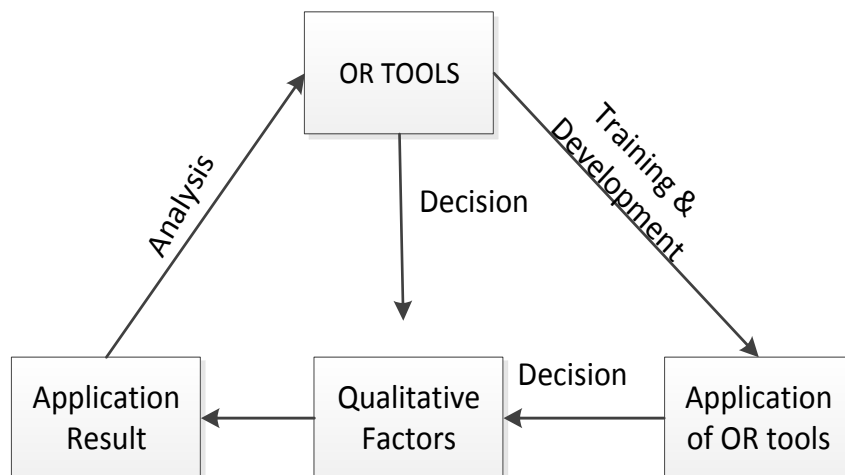 OR TOOLS
Analysis
Decision
Training &
Development
Application
Result
Qualitative
Factors
Decision
Application
of OR tools